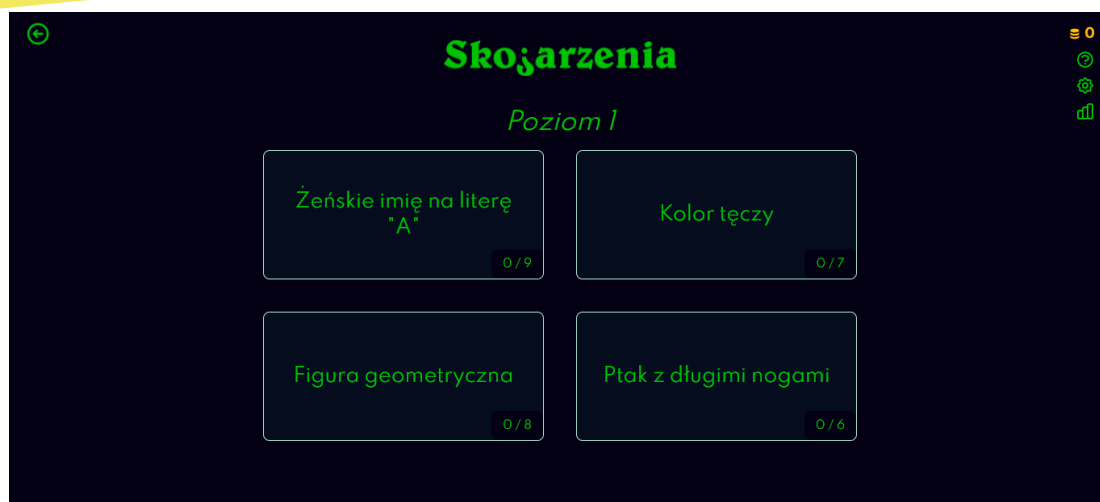 Skojarzenia
0
Poziom 1
Żeńskie imię na literę
"A"
0/9
Kolor tęczy
0/7
Figura geometryczna
0/8
Ptak z długimi nogami
0/6